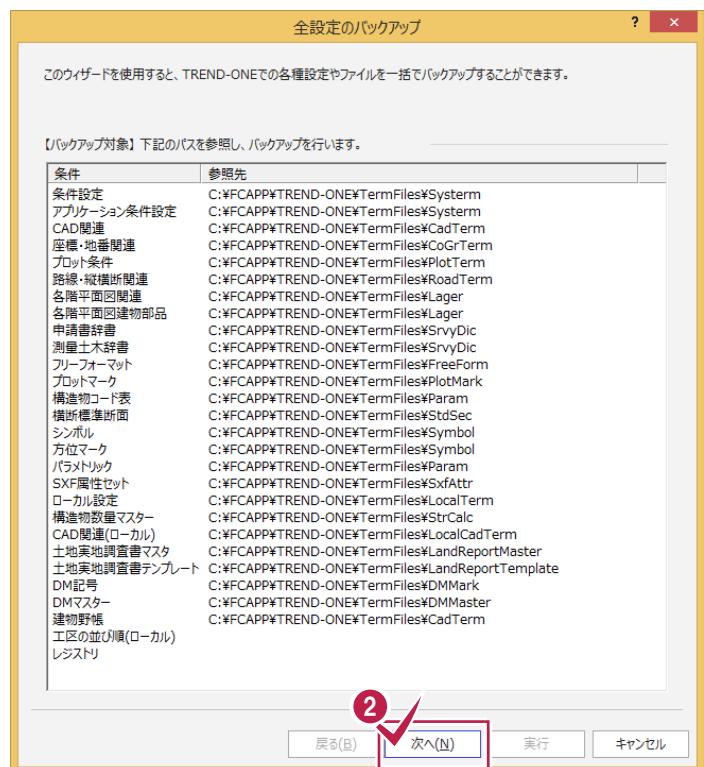 全設定のバックアップ
? ×
このウィザードを使用すると、TREND-ONEでの各種設定やファイルを一括でバックアップすることができます。
【バックアップ対象】下記のパスを参照し、バックアップを行います。
条件 参照先
条件設定 C:¥FCAPP¥TREND-ONE¥TermFiles¥Systerm
アプリケーション条件設定 C:¥FCAPP¥TREND-ONE¥TermFiles¥Systerm
CAD関連 C:¥FCAPP¥TREND-ONE¥TermFiles¥CadTerm
座標・地番関連 C:¥FCAPP¥TREND-ONE¥TermFiles¥CoGrTerm
プロット条件 C:¥FCAPP¥TREND-ONE¥TermFiles¥PlotTerm
路線・縦横断関連 C:¥FCAPP¥TREND-ONE¥TermFiles¥RoadTerm
各階平面図関連 C:¥FCAPP¥TREND-ONE¥TermFiles¥Lager
各階平面図建物部品 C:¥FCAPP¥TREND-ONE¥TermFiles¥Lager
申請書辞書 C:¥FCAPP¥TREND-ONE¥TermFiles¥SrvyDic
測量土木辞書 C:¥FCAPP¥TREND-ONE¥TermFiles¥SrvyDic
フリーフォーマット C:¥FCAPP¥TREND-ONE¥TermFiles¥FreeForm
プロットマーク C:¥FCAPP¥TREND-ONE¥TermFiles¥PlotMark
構造物コード表 C:¥FCAPP¥TREND-ONE¥TermFiles¥Param
横断標準断面 C:¥FCAPP¥TREND-ONE¥TermFiles¥StdSec
シンボル C:¥FCAPP¥TREND-ONE¥TermFiles¥Symbol
方位マーク C:¥FCAPP¥TREND-ONE¥TermFiles¥Symbol
パラメトリック C:¥FCAPP¥TREND-ONE¥TermFiles¥Param
SXF属性セット C:¥FCAPP¥TREND-ONE¥TermFiles¥SxfAttr
ローカル設定 C:¥FCAPP¥TREND-ONE¥TermFiles¥LocalTerm
構造物数量マスター C:¥FCAPP¥TREND-ONE¥TermFiles¥StrCalc
CAD関連(ローカル) C:¥FCAPP¥TREND-ONE¥TermFiles¥LocalCadTerm
土地実地調査書マスタ C:¥FCAPP¥TREND-ONE¥TermFiles¥LandReportMaster
土地実地調査書テンプレート C:¥FCAPP¥TREND-ONE¥TermFiles¥LandReportTemplate
DM記号 C:¥FCAPP¥TREND-ONE¥TermFiles¥DMMark
DMマスター C:¥FCAPP¥TREND-ONE¥TermFiles¥DMMaster
建物野帳 C:¥FCAPP¥TREND-ONE¥TermFiles¥CadTerm
工区の並び順(ローカル)
レジストリ
2
戻る(B) 次へ(N) 実行 キャンセル